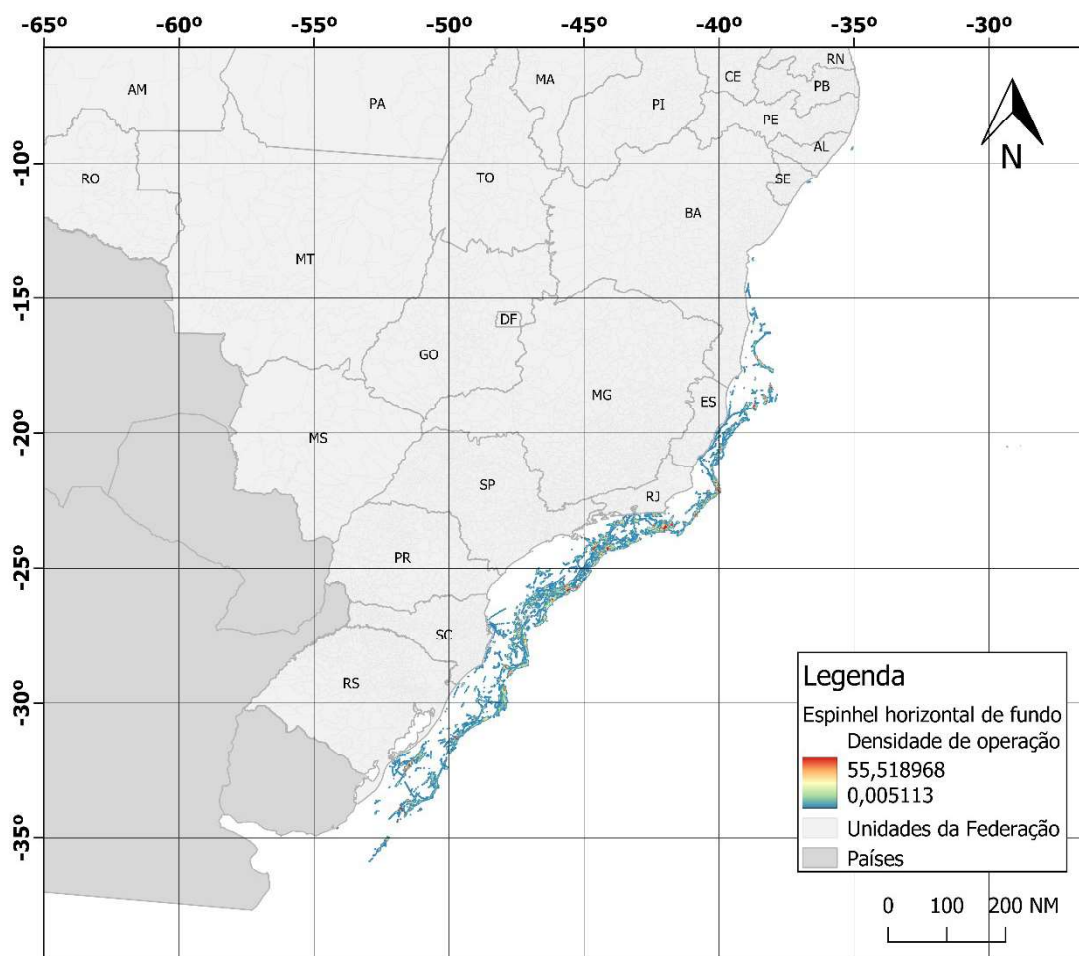 -65º -60º -55º -50º -45º -40º -35º -30º
RN
MA
CE
AM
PB
PA
PI
PE
AL
N
-10º
RO
TO
SE
BA
MT
-15º
DF
GO
MG
ES
-20º
MS
SP
RJ
-25º
PR
SC
Legenda
RS
-30º
Espinhel horizontal de fundo
Densidade de operação
55,518968
0,005113
-35º
Unidades da Federação
Países
0 100 200 NM